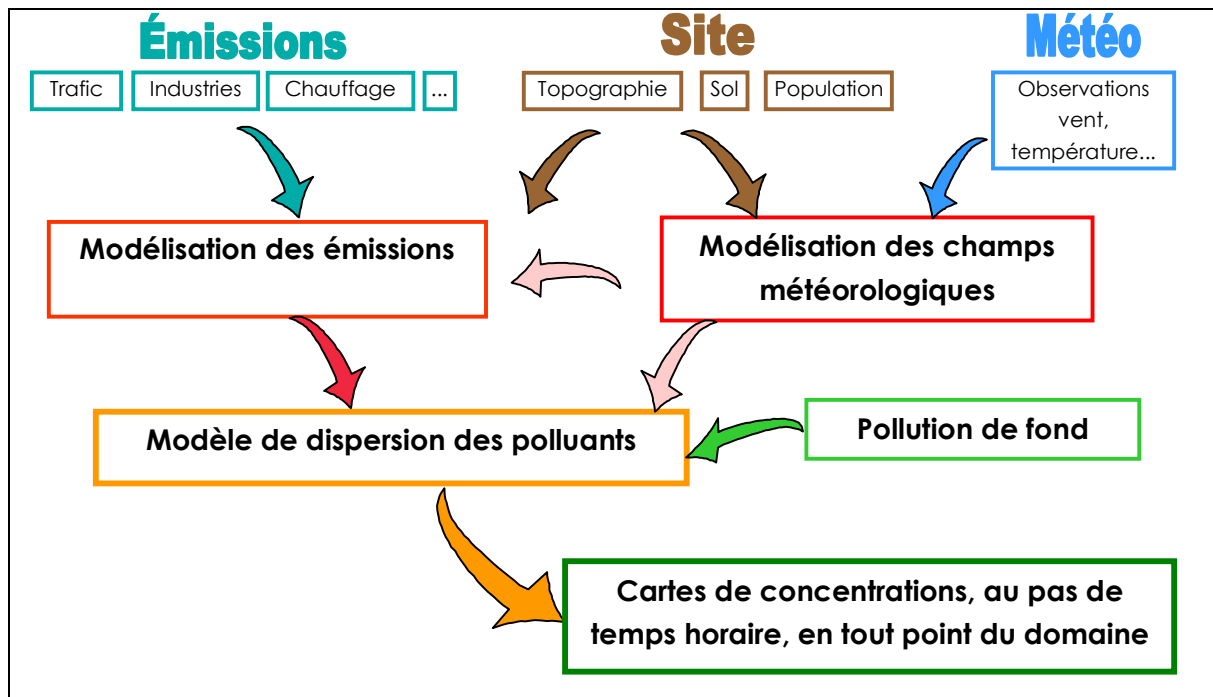 Émissions
Site
Météo
Trafic
Industries
Chauffage
...
Topographie
Sol
Population
Observations
vent,
température...
Modélisation des émissions
Modélisation des champs
météorologiques
Modèle de dispersion des polluants
Pollution de fond
Cartes de concentrations, au pas de
temps horaire, en tout point du domaine